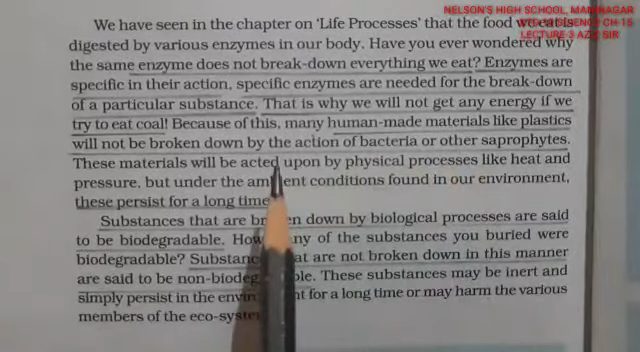 NELSON'S HIGH SCHOOL, MANINAGAR
LECTURE-3 AZIZ SIR
We have seen in the chapter on 'Life Processes' that the food we eat is
digested by various enzymes in our body. Have you ever wondered why
the same enzyme does not break-down everything we eat? Enzymes are
specific in their action, specific enzymes are needed for the break-down
of a particular substance. That is why we will not get any energy if we
try to eat coal! Because of this, many human-made materials like plastics
will not be broken down by the action of bacteria or other saprophytes.
These materials will be acted upon by physical processes like heat and
pressure, but under the ambient conditions found in our environment,
these persist for a long time
Substances that are broken down by biological processes are said
to be biodegradable. How many of the substances you buried were
biodegradable? Substances that are not broken down in this manner
are said to be non-biodegradable. These substances may be inert and
simply persist in the environment for a long time or may harm the various
members of the eco-system